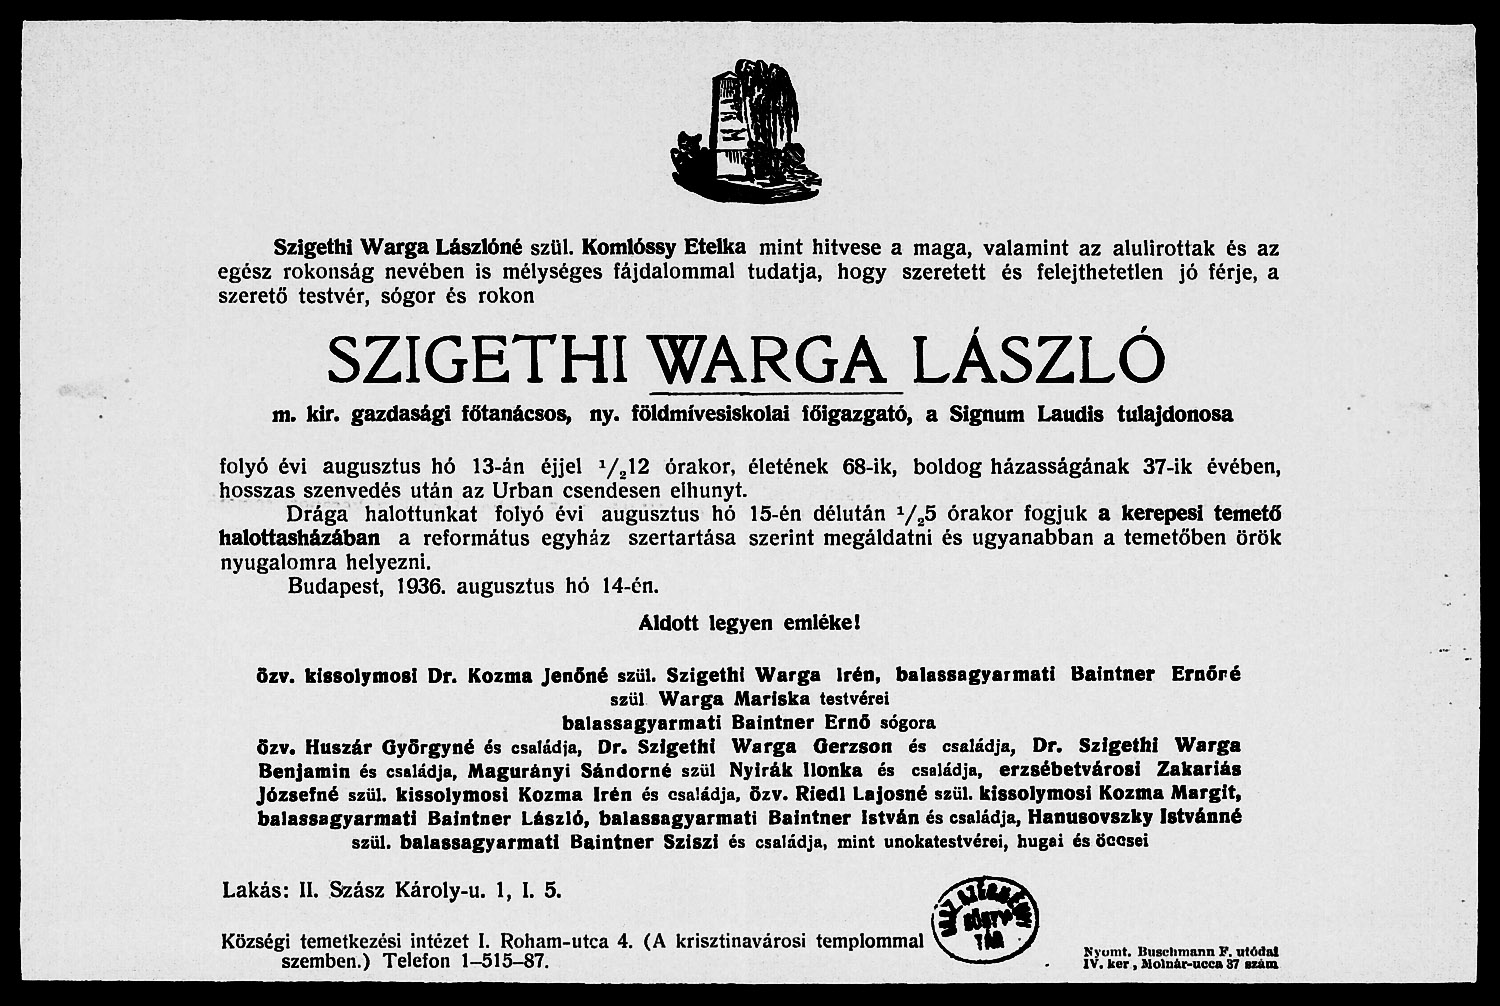 Szigethi Warga Lászlóné szül. Komlóssy Etelka mint hitvese a maga, valamint az alulirottak és az
egész rokonság nevében is mélységes fájdalommal tudatja, hogy szeretett és felejthetetlen jó férje, a
szerető testvér, sógor és rokon
SZIGETHI WARGA LÁSZLÓ
m. kir. gazdasági főtanácsos, ny. földmívesiskolai főigazgató, a Signum Laudis tulajdonosa
folyó évi augusztus hó 13-án éjjel ¹/₂12 órakor, életének 68-ik, boldog házasságának 37-ik évében,
hosszas szenvedés után az Urban csendesen elhunyt.
Drága halottunkat folyó évi augusztus hó 15-én délután ¹/₂5 órakor fogjuk a kerepesi temető
halottasházában a református egyház szertartása szerint megáldatni és ugyanabban a temetőben örök
nyugalomra helyezni.
Budapest, 1936. augusztus hó 14-én.
Áldott legyen emléke!
özv. kissolymosi Dr. Kozma Jenőné szül. Szigethi Warga Irén, balassagyarmati Baintner Ernőné
szül Warga Mariska testvérei
balassagyarmati Baintner Ernő sógora
özv. Huszár Györgyné és családja, Dr. Szigethi Warga Gerzson és családja, Dr. Szigethi Warga
Benjamin és családja, Magurányi Sándorné szül Nyirák Ilonka és családja, erzsébetvárosi Zakariás
Józsefné szül. kissolymosi Kozma Irén és családja, özv. Riedl Lajosné szül. kissolymosi Kozma Margit,
balassagyarmati Baintner László, balassagyarmati Baintner István és családja, Hanusovszky Istvánné
szül. balassagyarmati Baintner Sziszi és családja, mint unokatestvérei, hugai és öccsei
Lakás: II. Szász Károly-u. 1, I. 5.
Községi temetkezési intézet I. Roham-utca 4. (A krisztinavárosi templommal
szemben.) Telefon 1–515–87.
Nyomt. Buschmann F. utódai
IV. ker, Molnár-ucca 37 szám